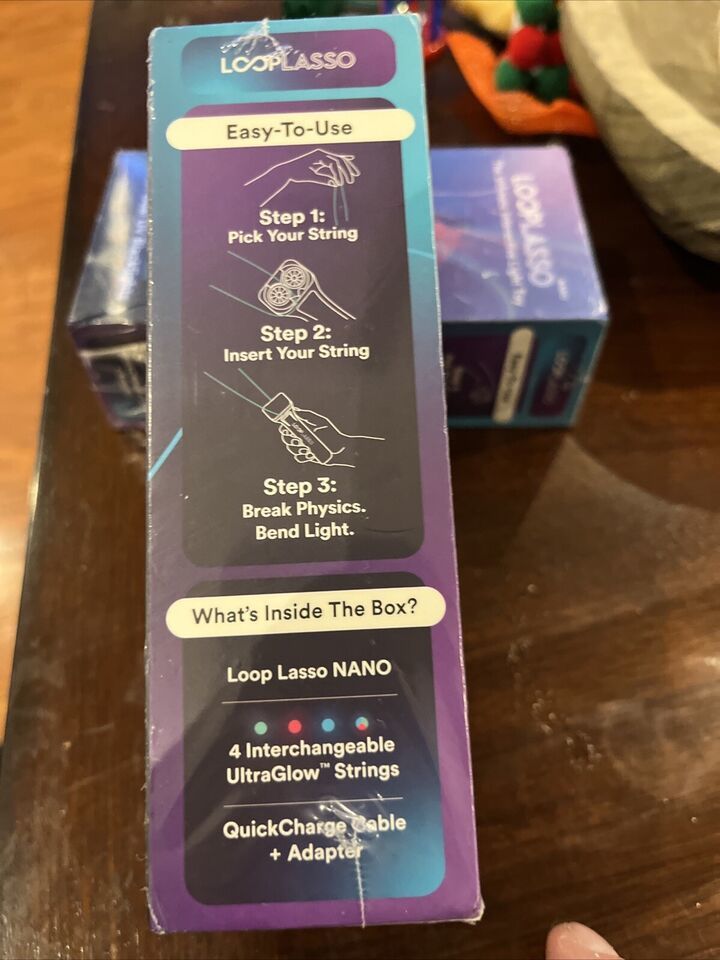 LOOPLASSO
Easy-To-Use
Step 1:
Pick Your String
Step 2:
Insert Your String
Step 3:
Break Physics.
Bend Light.
What's Inside The Box?
Loop Lasso NANO
4 Interchangeable
UltraGlow™ Strings
QuickCharge Cable
+ Adapter
LOOPLASSO